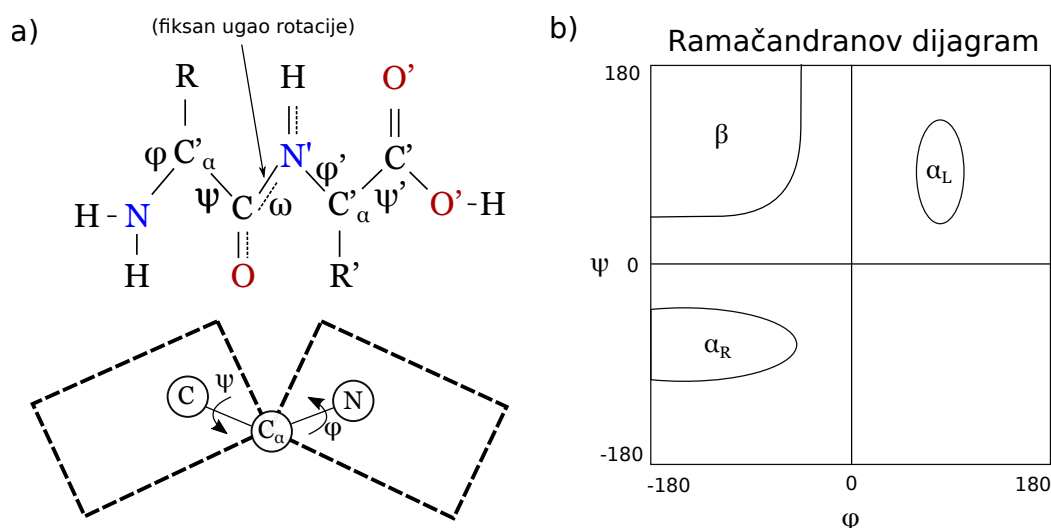 a)
(fiksan ugao rotacije)
R H O’
φ C'α N' φ’ C’
H - N ψ C ω C'α ψ’ O’-H
H O R’
C ψ Cα φ N
b)
Ramačandranov dijagram
180
β
αL
ψ 0
αR
-180
-180 0 180
φ